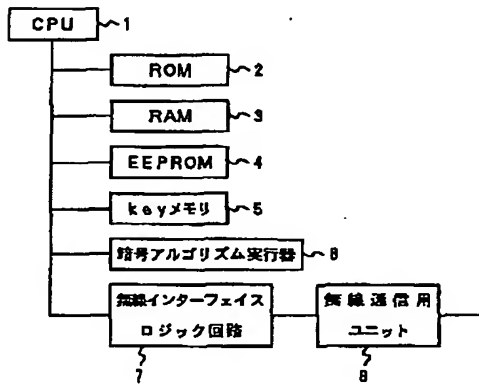 CPU
1
ROM
2
RAM
3
EEPROM
4
keyメモリ
5
暗号アルゴリズム実行器
6
無線インターフェイス
ロジック回路
7
無線通信用
ユニット
8